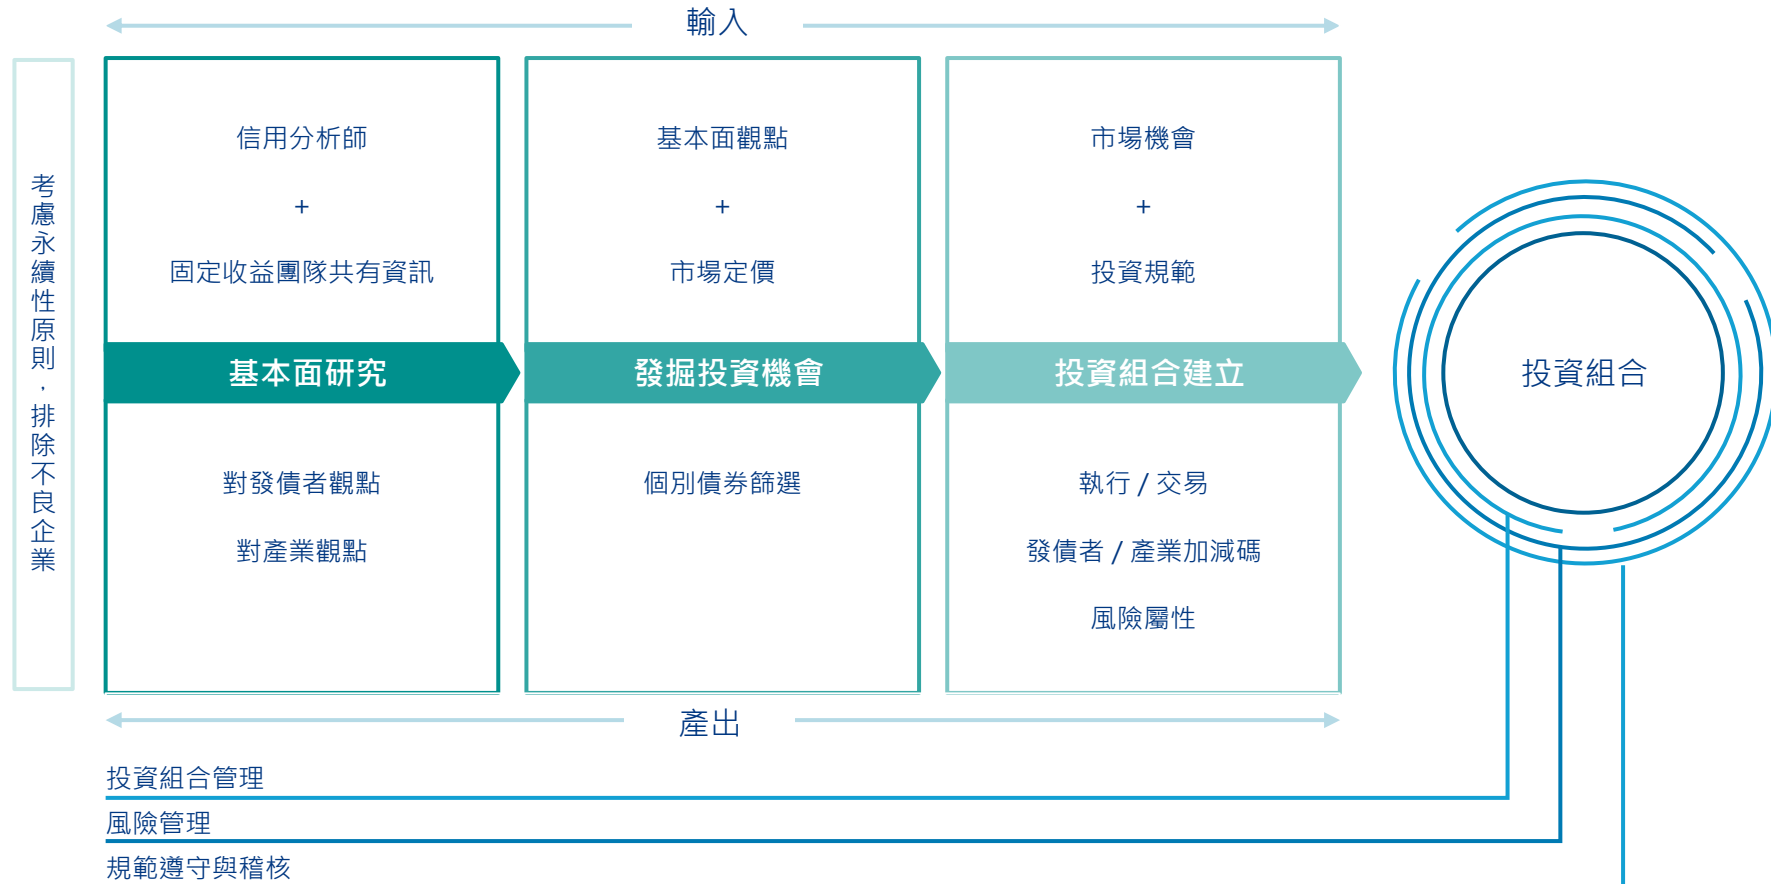 輸入
考慮永續性原則，排除不良企業
信用分析師
+
固定收益團隊共有資訊
基本面研究
對發債者觀點
對產業觀點
基本面觀點
+
市場定價
發掘投資機會
個別債券篩選
市場機會
+
投資規範
投資組合建立
執行 / 交易
發債者 / 產業加減碼
風險屬性
投資組合
產出
投資組合管理
風險管理
規範遵守與稽核